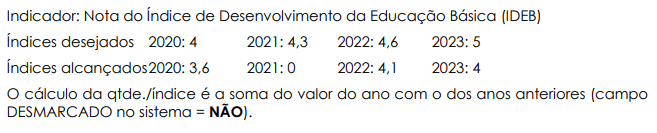 Indicador: Nota do Índice de Desenvolvimento da Educação Básica (IDEB)
Índices desejados 2020: 4 2021: 4,3 2022: 4,6 2023: 5
Índices alcançados2020: 3,6 2021: 0 2022: 4,1 2023: 4
O cálculo da qtde./índice é a soma do valor do ano com o dos anos anteriores (campo
DESMARCADO no sistema = NÃO).